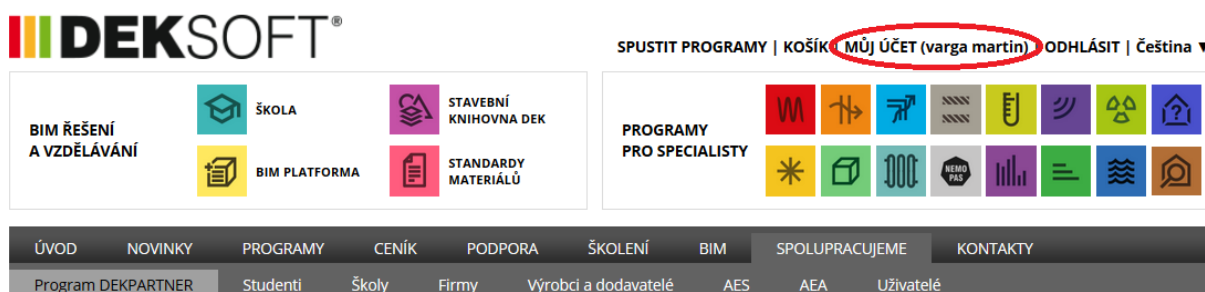 DEKSOFT®
SPUSTIT PROGRAMY | KOŠÍK | MŮJ ÚČET (varga martin) | ODHLÁSIT | Čeština ▼
BIM ŘEŠENÍ
A VZDĚLÁVÁNÍ
ŠKOLA
BIM PLATFORMA
STAVEBNÍ
KNIHOVNA DEK
STANDARDY
MATERIÁLŮ
PROGRAMY
PRO SPECIALISTY
?
NEMO
PAS
ÚVOD NOVINKY PROGRAMY CENÍK PODPORA ŠKOLENÍ BIM SPOLUPRACUJEME KONTAKTY
Program DEKPARTNER Studenti Školy Firmy Výrobci a dodavatelé AES AEA Uživatelé